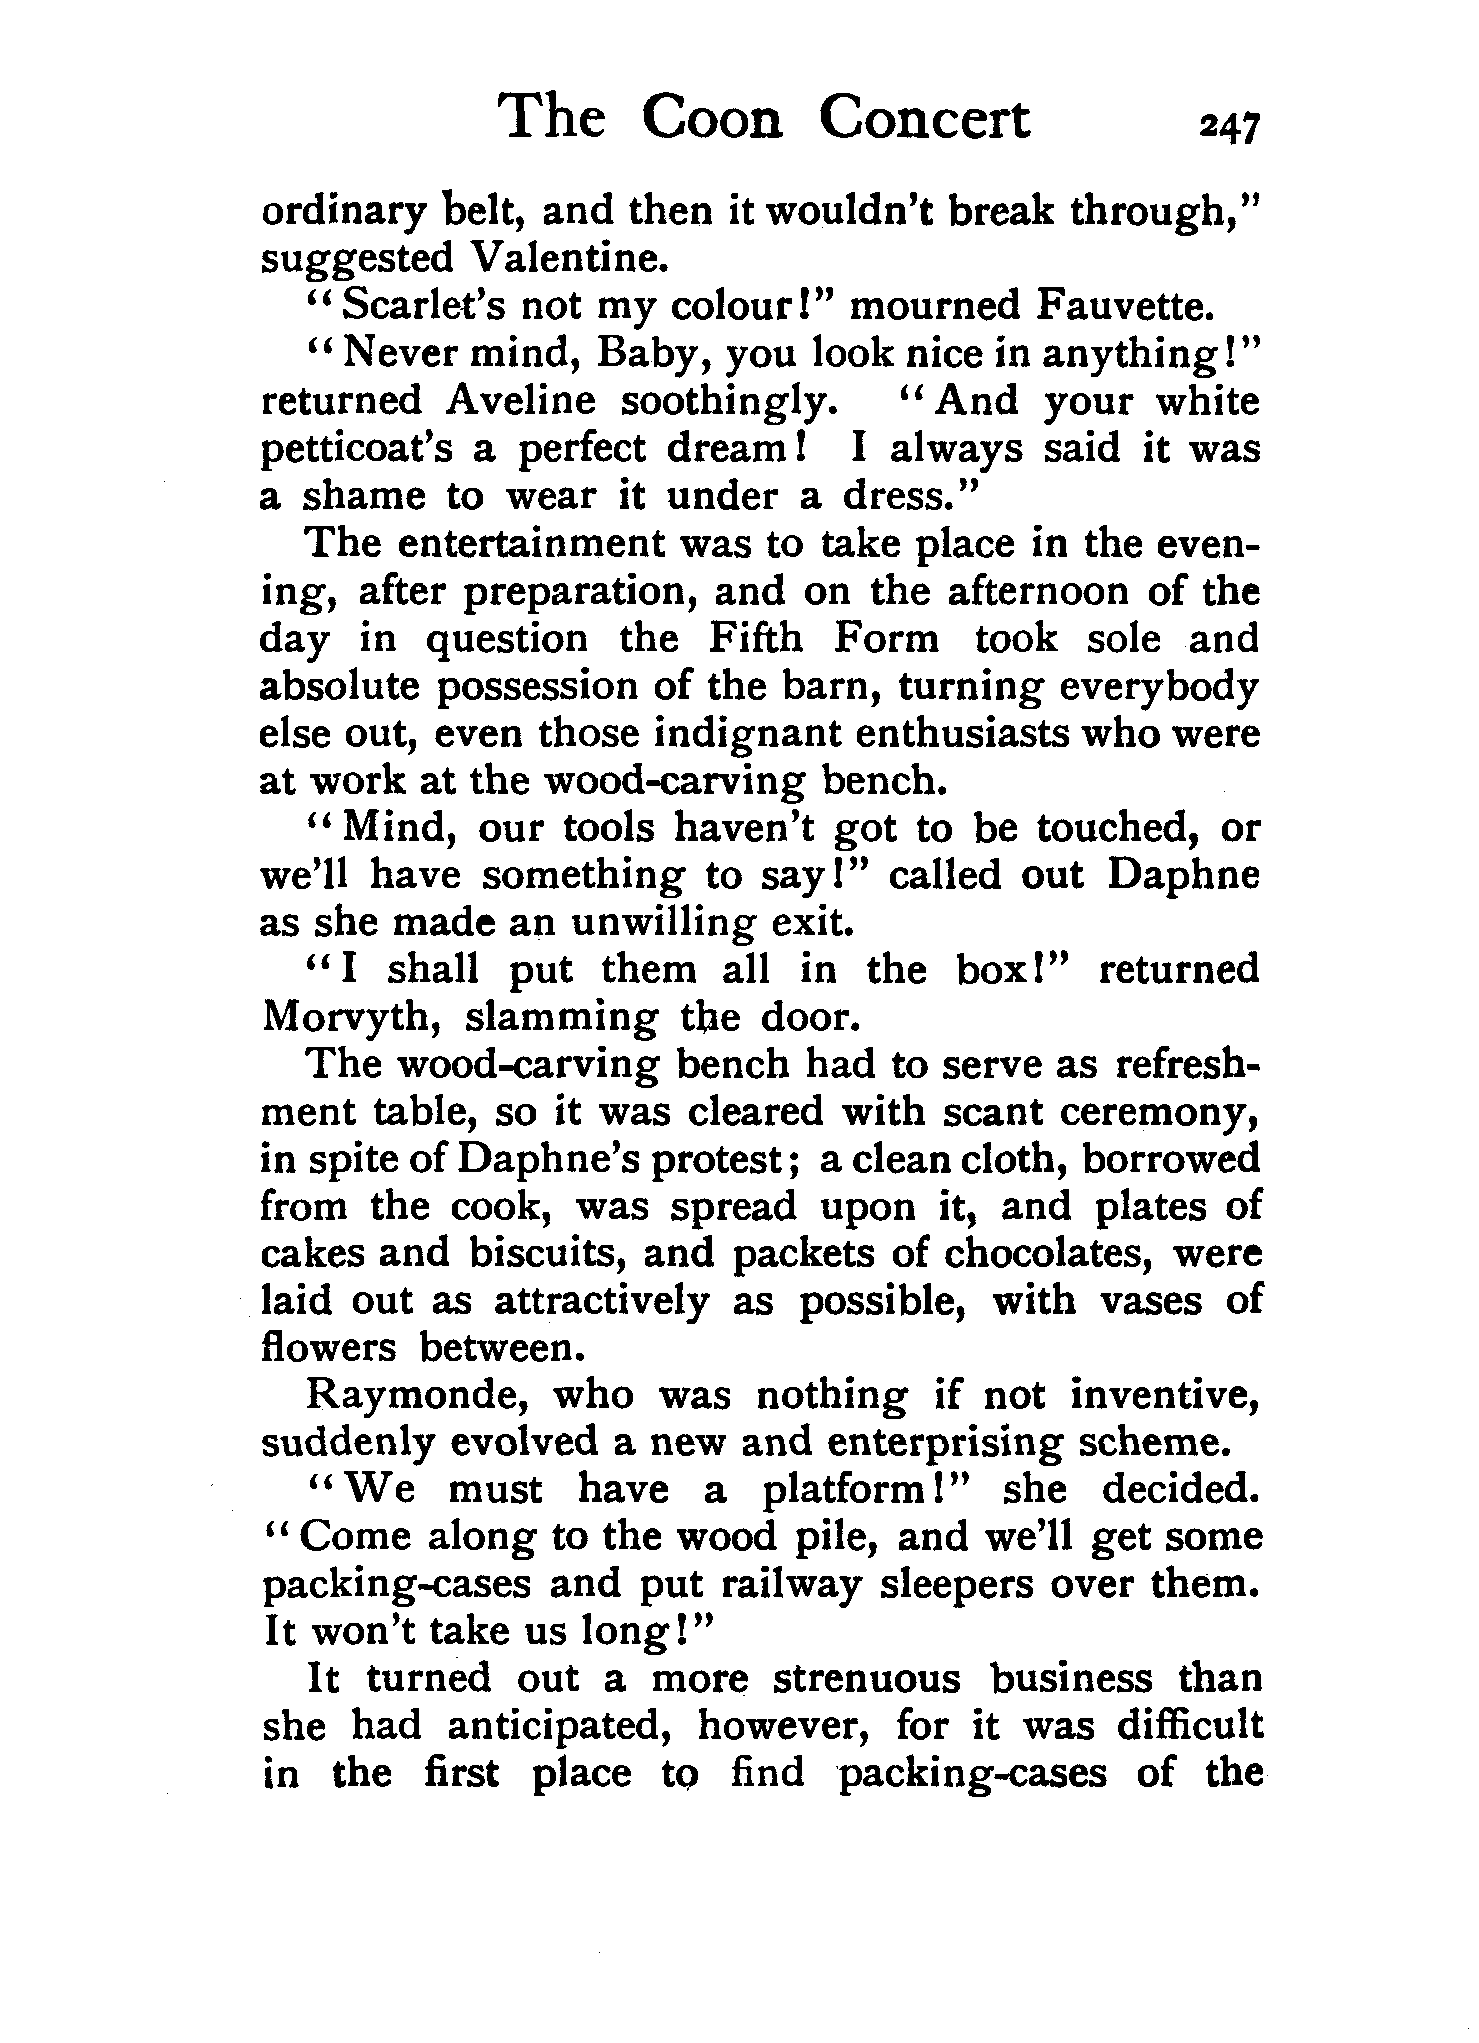 The Coon Concert 247
ordinary belt, and then it wouldn't break through,"
suggested Valentine.
"Scarlet's not my colour!" mourned Fauvette.
"Never mind, Baby, you look nice in anything!"
returned Aveline soothingly. "And your white
petticoat's a perfect dream! I always said it was
a shame to wear it under a dress."
The entertainment was to take place in the even-
ing, after preparation, and on the afternoon of the
day in question the Fifth Form took sole and
absolute possession of the barn, turning everybody
else out, even those indignant enthusiasts who were
at work at the wood-carving bench.
"Mind, our tools haven't got to be touched, or
we'll have something to say!" called out Daphne
as she made an unwilling exit.
"I shall put them all in the box!" returned
Morvyth, slamming the door.
The wood-carving bench had to serve as refresh-
ment table, so it was cleared with scant ceremony,
in spite of Daphne's protest; a clean cloth, borrowed
from the cook, was spread upon it, and plates of
cakes and biscuits, and packets of chocolates, were
laid out as attractively as possible, with vases of
flowers between.
Raymonde, who was nothing if not inventive,
suddenly evolved a new and enterprising scheme.
"We must have a platform!" she decided.
"Come along to the wood pile, and we'll get some
packing-cases and put railway sleepers over them.
It won't take us long!"
It turned out a more strenuous business than
she had anticipated, however, for it was difficult
in the first place to find packing-cases of the